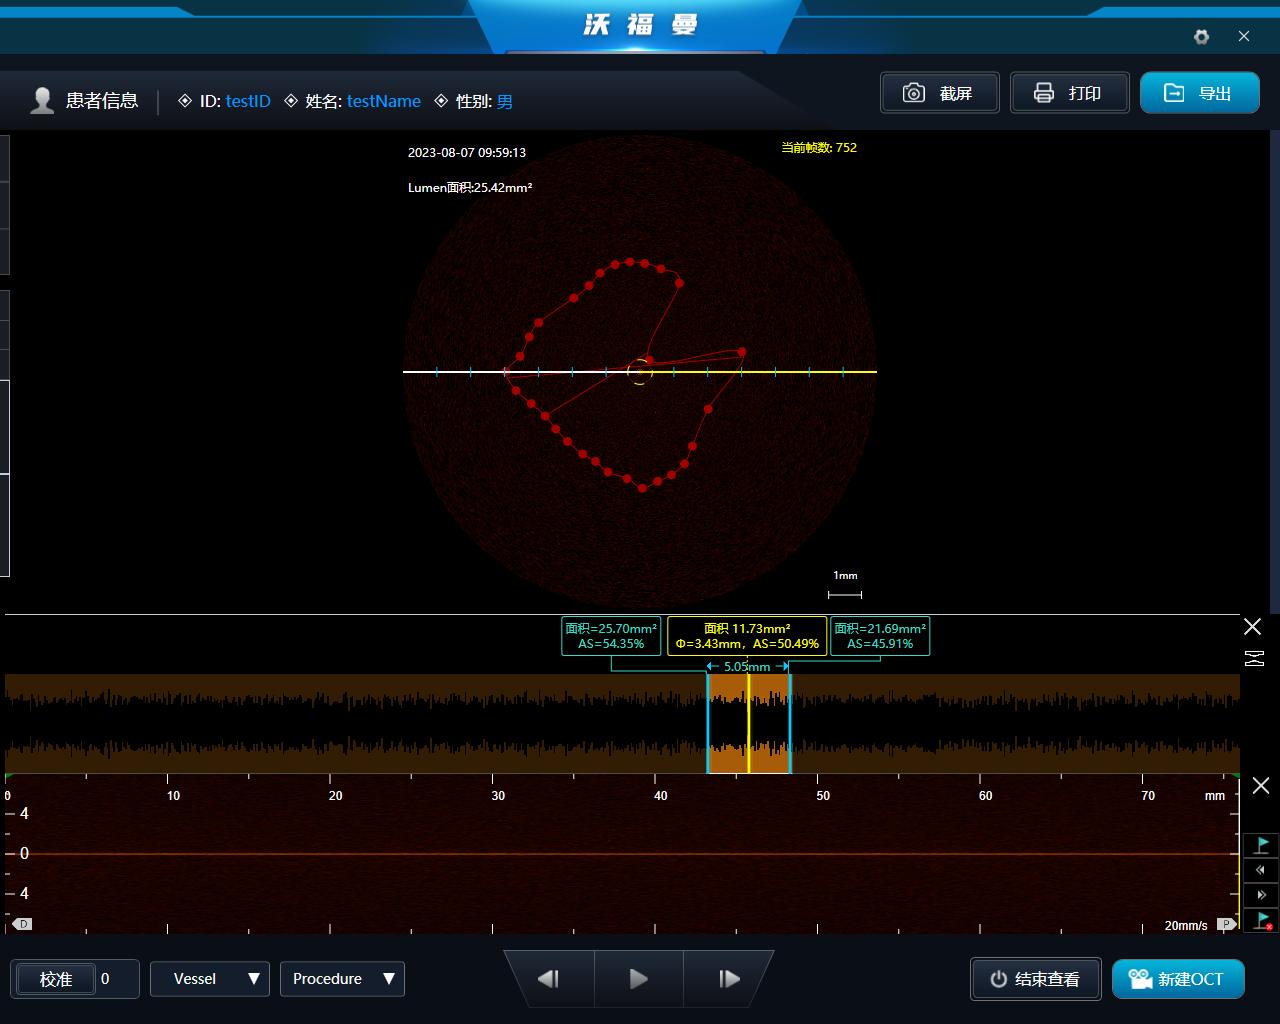 沃福曼
患者信息
ID: testID
姓名: testName
性别: 男
截屏
打印
导出
2023-08-07 09:59:13
当前帧数: 752
Lumen面积:25.42mm²
1mm
面积=25.70mm²
AS=54.35%
面积 11.73mm²
Φ=3.43mm，AS=50.49%
面积=21.69mm²
AS=45.91%
5.05mm
0 10 20 30 40 50 60 70 mm
4
0
4
D
20mm/s
P
校准 0
Vessel
Procedure
结束查看
新建OCT